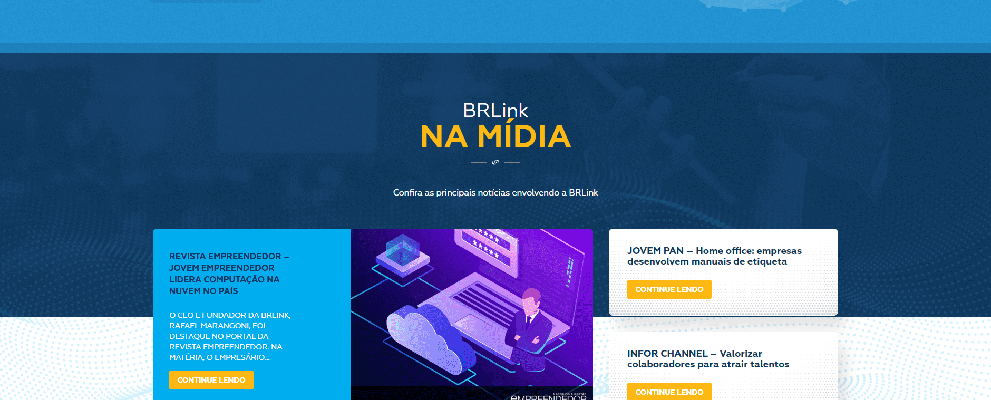 BRLink
NA MÍDIA
Confira as principais notícias envolvendo a BRLink
REVISTA EMPREENDEDOR –
JOVEM EMPREENDEDOR
LIDERA COMPUTAÇÃO NA
NUVEM NO PAÍS
O CEO E FUNDADOR DA BRLINK,
RAFAEL MARANGONI, FOI
DESTAQUE NO PORTAL DA
REVISTA EMPREENDEDOR. NA
MATÉRIA, O EMPRESÁRIO...
CONTINUE LENDO
EMPREENDEDOR
JOVEM PAN – Home office: empresas
desenvolvem manuais de etiqueta
CONTINUE LENDO
INFOR CHANNEL – Valorizar
colaboradores para atrair talentos
CONTINUE LENDO